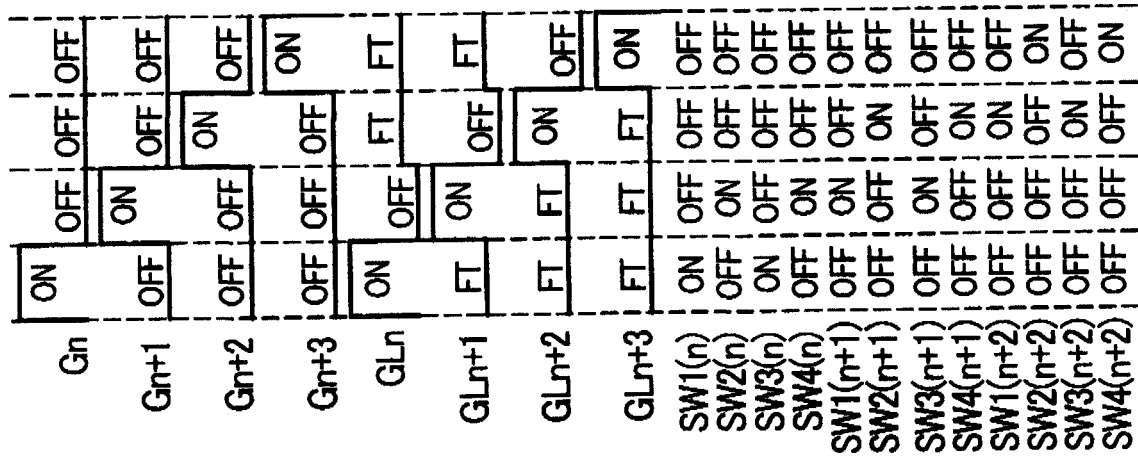 Gn ON OFF OFF OFF
Gn+1 OFF ON OFF OFF
Gn+2 OFF OFF ON OFF
Gn+3 OFF OFF OFF ON
GLn ON OFF FT FT
GLn+1 FT ON OFF FT
GLn+2 FT FT ON OFF
GLn+3 FT FT FT ON
SW1(n) ON OFF OFF OFF
SW2(n) OFF ON OFF OFF
SW3(n) ON OFF OFF OFF
SW4(n) OFF ON OFF OFF
SW1(n+1) OFF ON OFF OFF
SW2(n+1) OFF OFF ON OFF
SW3(n+1) OFF ON OFF OFF
SW4(n+1) OFF OFF ON OFF
SW1(n+2) OFF OFF ON OFF
SW2(n+2) OFF OFF OFF ON
SW3(n+2) OFF OFF ON OFF
SW4(n+2) OFF OFF OFF ON